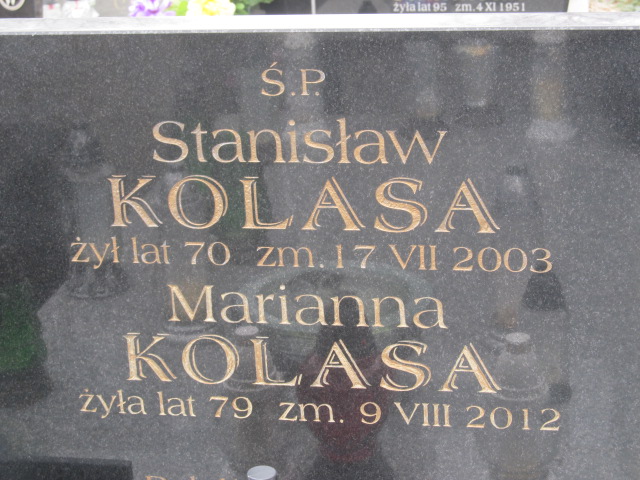 żyła lat 95 zm. 4 XI 1951
Ś.P.
Stanisław
KOLASA
żył lat 70 zm. 17 VII 2003
Marianna
KOLASA
żyła lat 79 zm. 9 VIII 2012